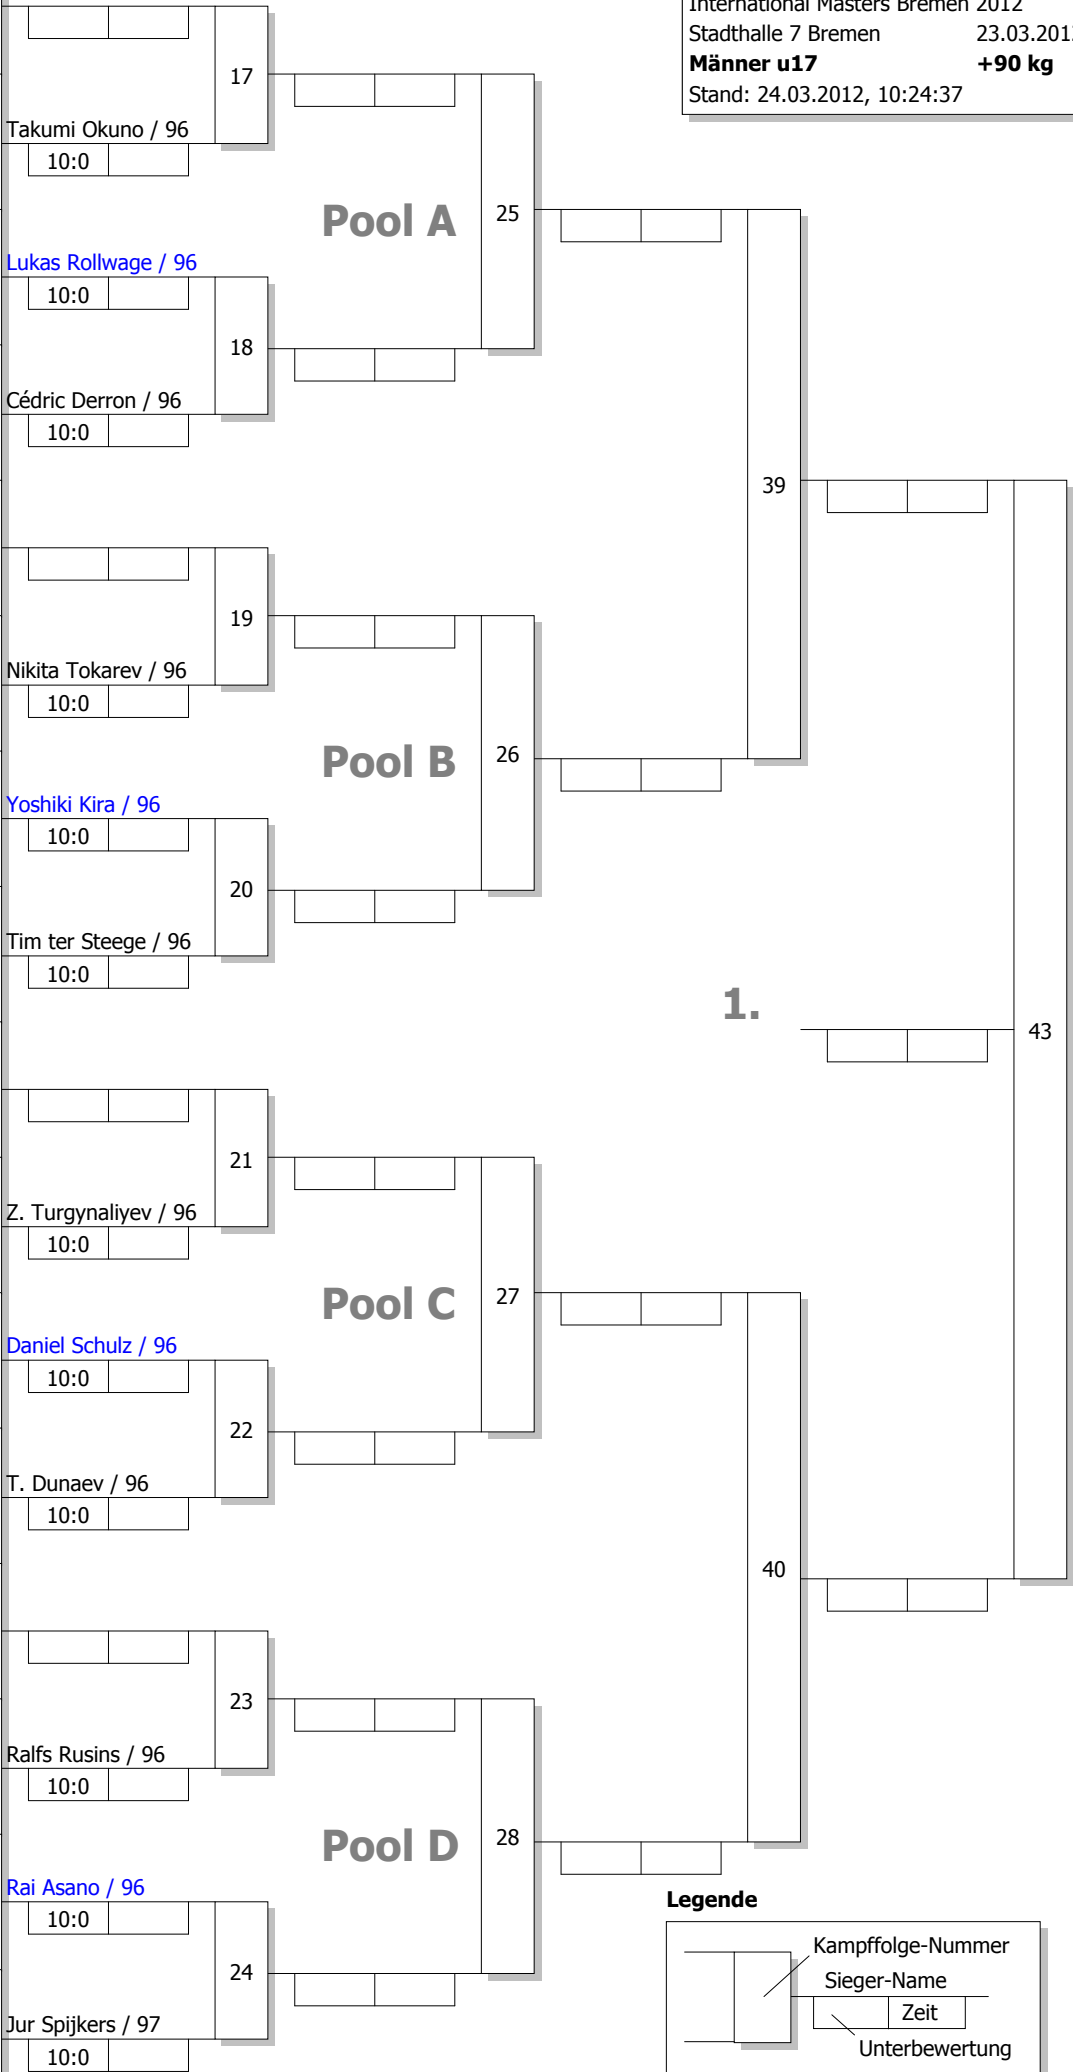 International Masters Bremen 2012
Stadthalle 7 Bremen 23.03.201
Männer u17 +90 kg
Stand: 24.03.2012, 10:24:37
17
Takumi Okuno / 96
10:0
Pool A
25
Lukas Rollwage / 96
10:0
18
Cédric Derron / 96
10:0
39
19
Nikita Tokarev / 96
10:0
Pool B
26
Yoshiki Kira / 96
10:0
20
Tim ter Steege / 96
10:0
1.
43
21
Z. Turgynaliyev / 96
10:0
Pool C
27
Daniel Schulz / 96
10:0
22
T. Dunaev / 96
10:0
40
23
Ralfs Rusins / 96
10:0
Pool D
28
Rai Asano / 96
10:0
24
Jur Spijkers / 97
10:0
Legende
Kampffolge-Nummer
Sieger-Name
Zeit
Unterbewertung